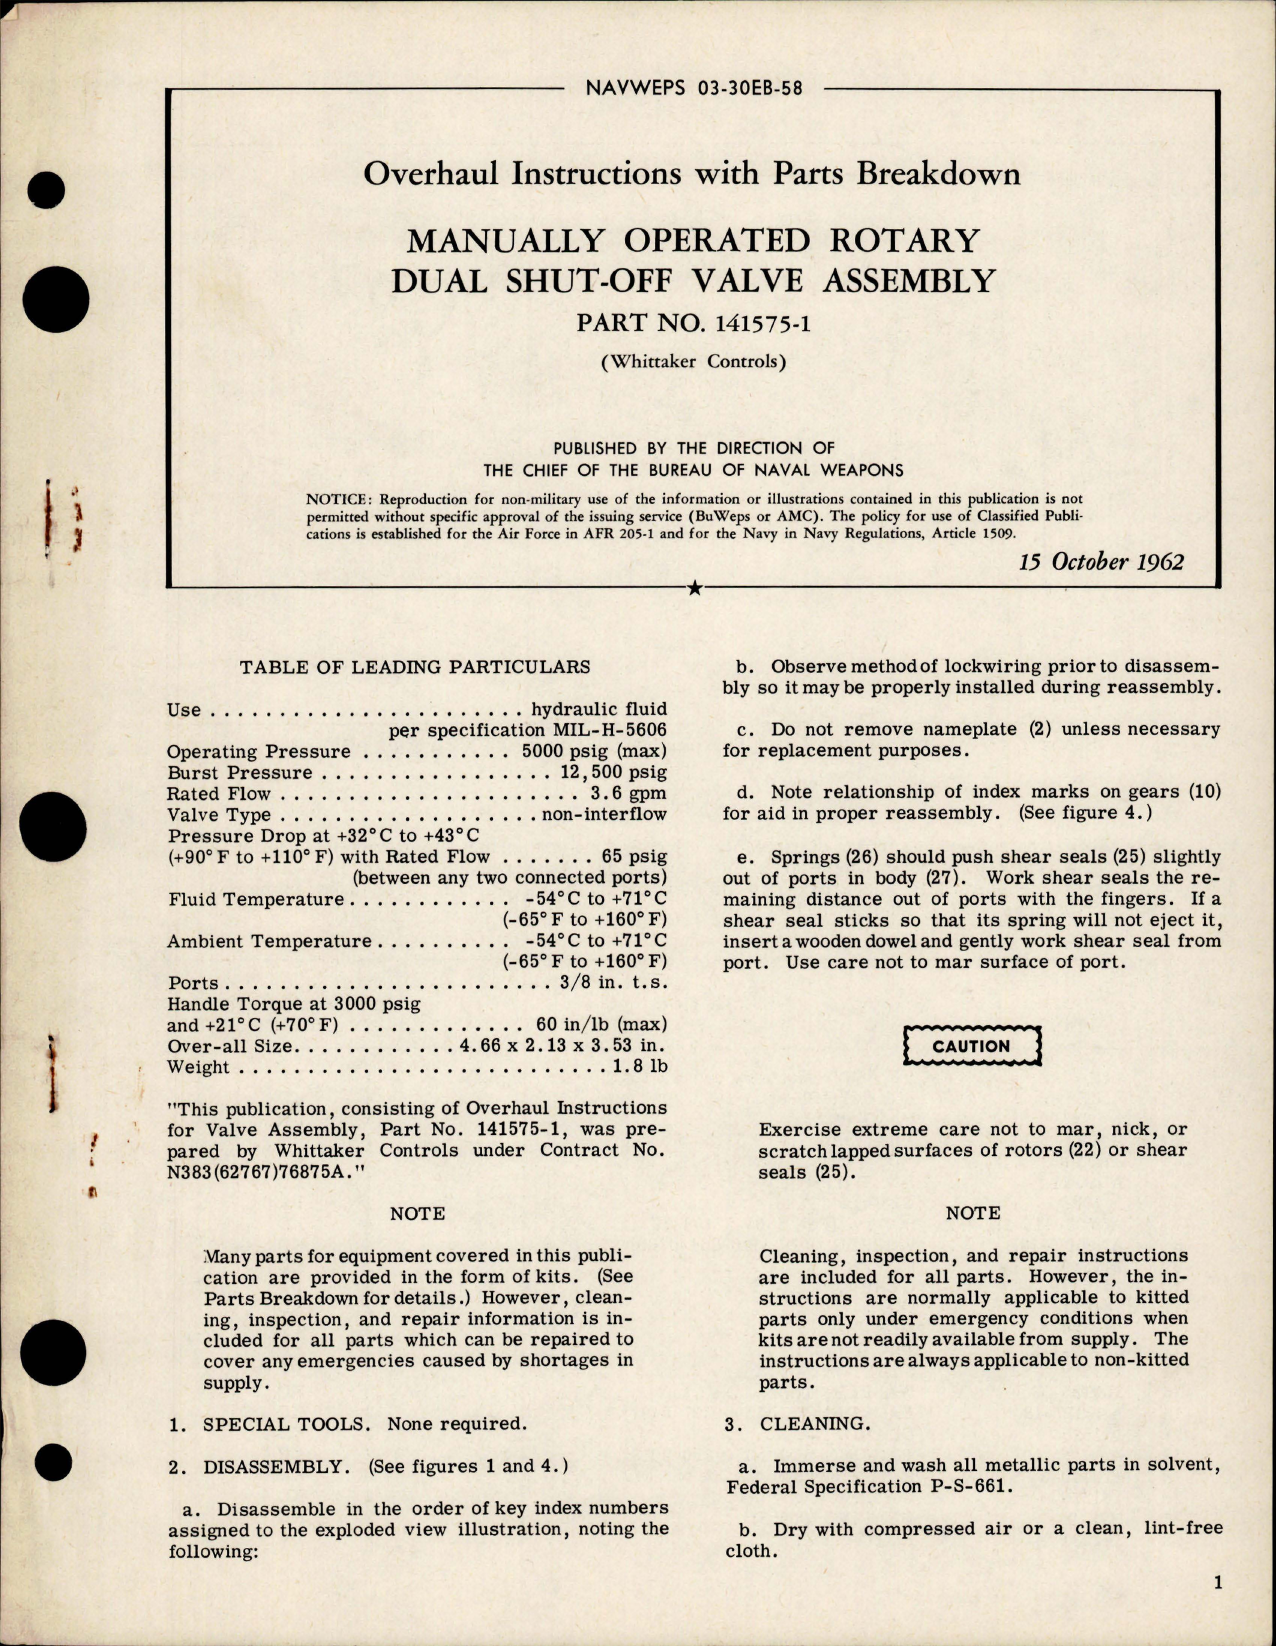 NAVWEPS 03-30EB-58
Overhaul Instructions with Parts Breakdown
MANUALLY OPERATED ROTARY
DUAL SHUT-OFF VALVE ASSEMBLY
PART NO. 141575-1
(Whittaker Controls)
PUBLISHED BY THE DIRECTION OF
THE CHIEF OF THE BUREAU OF NAVAL WEAPONS
NOTICE: Reproduction for non-military use of the information or illustrations contained in this publication is not
permitted without specific approval of the issuing service (BuWeps or AMC). The policy for use of Classified Publi-
cations is established for the Air Force in AFR 205-1 and for the Navy in Navy Regulations, Article 1509.
15 October 1962
TABLE OF LEADING PARTICULARS
Use . . . . . . . . . . . . . . . . . . . . . . . hydraulic fluid
per specification MIL-H-5606
Operating Pressure . . . . . . . . . . . 5000 psig (max)
Burst Pressure . . . . . . . . . . . . . . . . . 12,500 psig
Rated Flow . . . . . . . . . . . . . . . . . . . . . . 3.6 gpm
Valve Type . . . . . . . . . . . . . . . . . . . non-interflow
Pressure Drop at +32°C to +43°C
(+90°F to +110°F) with Rated Flow . . . . . . . 65 psig
(between any two connected ports)
Fluid Temperature . . . . . . . . . . . . -54°C to +71°C
(-65°F to +160°F)
Ambient Temperature . . . . . . . . . . -54°C to +71°C
(-65°F to +160°F)
Ports . . . . . . . . . . . . . . . . . . . . . . . . 3/8 in. t.s.
Handle Torque at 3000 psig
and +21°C (+70°F) . . . . . . . . . . . . . 60 in/lb (max)
Over-all Size. . . . . . . . . . . . 4.66 x 2.13 x 3.53 in.
Weight . . . . . . . . . . . . . . . . . . . . . . . . . . . 1.8 lb
"This publication, consisting of Overhaul Instructions
for Valve Assembly, Part No. 141575-1, was pre-
pared by Whittaker Controls under Contract No.
N383(62767)76875A."
NOTE
Many parts for equipment covered in this publi-
cation are provided in the form of kits. (See
Parts Breakdown for details.) However, clean-
ing, inspection, and repair information is in-
cluded for all parts which can be repaired to
cover any emergencies caused by shortages in
supply.
1. SPECIAL TOOLS. None required.
2. DISASSEMBLY. (See figures 1 and 4.)
a. Disassemble in the order of key index numbers
assigned to the exploded view illustration, noting the
following:
b. Observe method of lockwiring prior to disassem-
bly so it may be properly installed during reassembly.
c. Do not remove nameplate (2) unless necessary
for replacement purposes.
d. Note relationship of index marks on gears (10)
for aid in proper reassembly. (See figure 4.)
e. Springs (26) should push shear seals (25) slightly
out of ports in body (27). Work shear seals the re-
maining distance out of ports with the fingers. If a
shear seal sticks so that its spring will not eject it,
insert a wooden dowel and gently work shear seal from
port. Use care not to mar surface of port.
CAUTION
Exercise extreme care not to mar, nick, or
scratch lapped surfaces of rotors (22) or shear
seals (25).
NOTE
Cleaning, inspection, and repair instructions
are included for all parts. However, the in-
structions are normally applicable to kitted
parts only under emergency conditions when
kits are not readily available from supply. The
instructions are always applicable to non-kitted
parts.
3. CLEANING.
a. Immerse and wash all metallic parts in solvent,
Federal Specification P-S-661.
b. Dry with compressed air or a clean, lint-free
cloth.
1